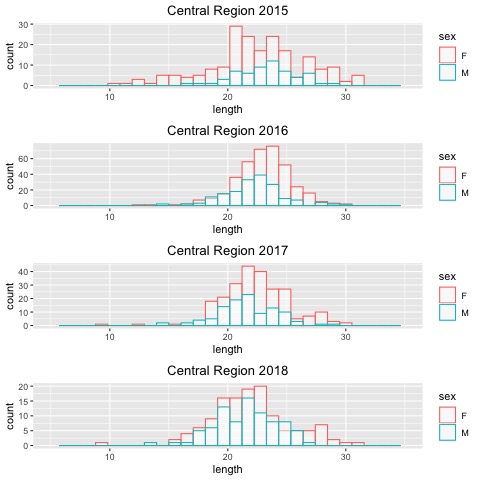 Central Region 2015
30
20
10
0
count
10 20 30
length
sex
F
M
Central Region 2016
60
40
20
0
count
10 20 30
length
sex
F
M
Central Region 2017
40
30
20
10
0
count
10 20 30
length
sex
F
M
Central Region 2018
20
15
10
5
0
count
10 20 30
length
sex
F
M